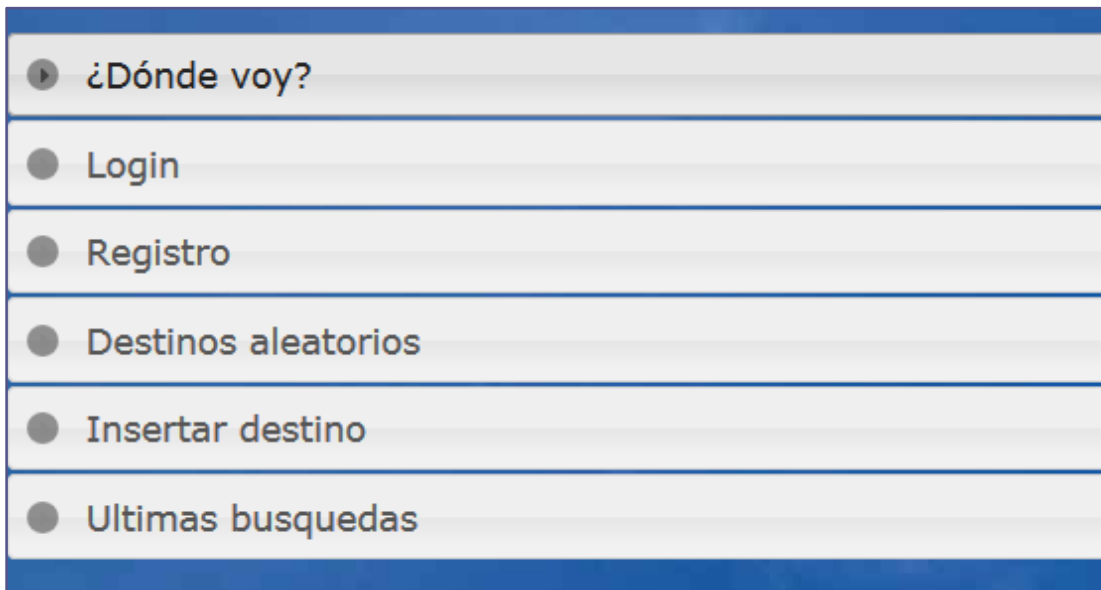 ¿Dónde voy?
Login
Registro
Destinos aleatorios
Insertar destino
Ultimas busquedas